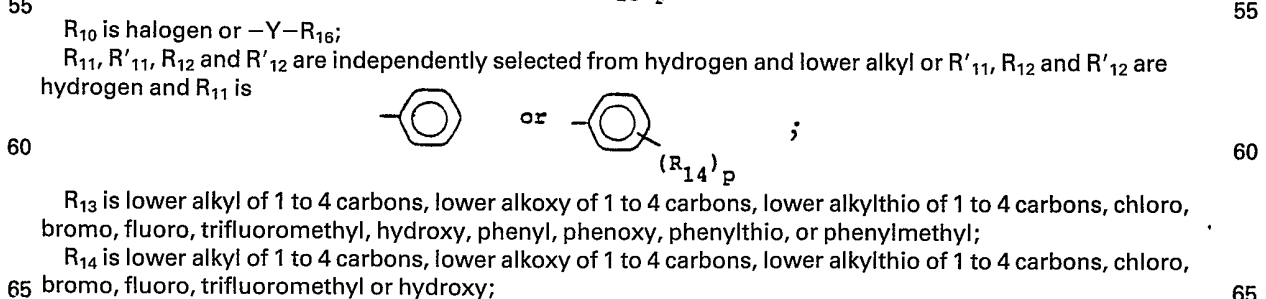 55 55
R10 is halogen or —Y—R16;
R11, R′11, R12 and R′12 are independently selected from hydrogen and lower alkyl or R′11, R12 and R′12 are
hydrogen and R11 is
or ;
60 60
(R14)p
R13 is lower alkyl of 1 to 4 carbons, lower alkoxy of 1 to 4 carbons, lower alkylthio of 1 to 4 carbons, chloro,
bromo, fluoro, trifluoromethyl, hydroxy, phenyl, phenoxy, phenylthio, or phenylmethyl;
R14 is lower alkyl of 1 to 4 carbons, lower alkoxy of 1 to 4 carbons, lower alkylthio of 1 to 4 carbons, chloro,
65 bromo, fluoro, trifluoromethyl or hydroxy; 65